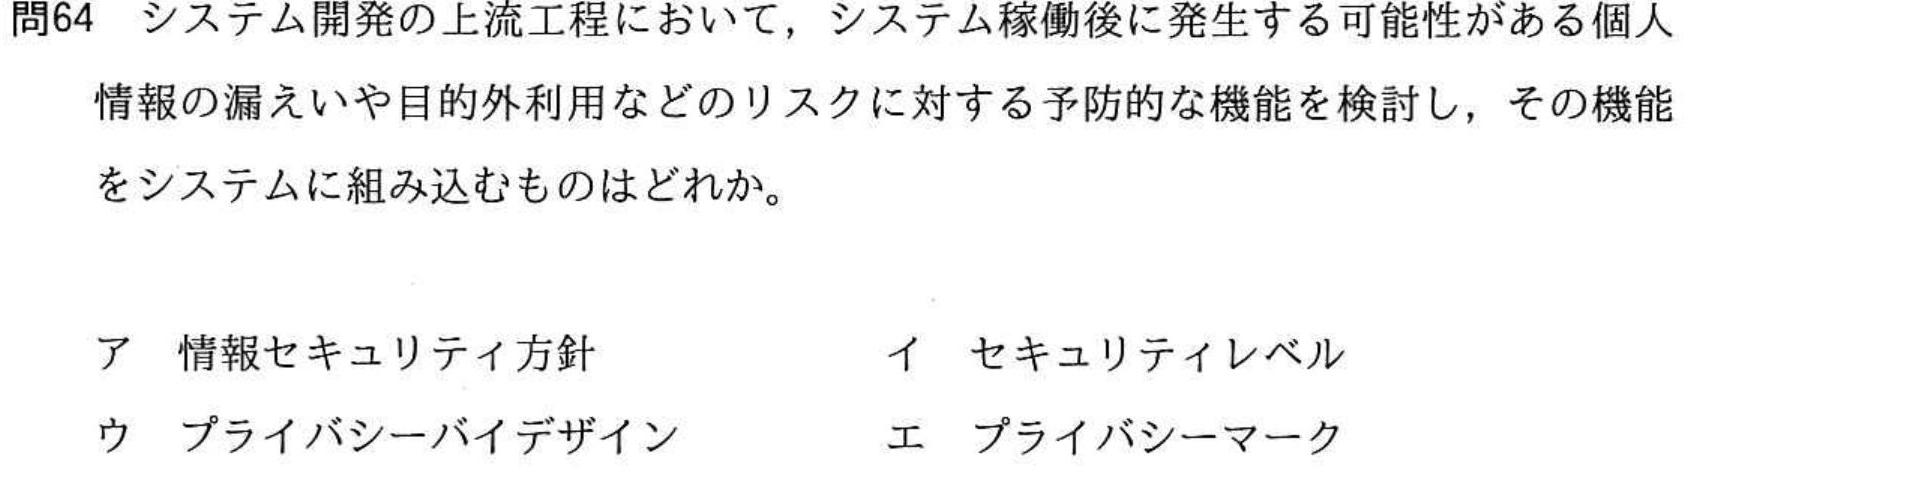 問64 システム開発の上流工程において，システム稼働後に発生する可能性がある個人
情報の漏えいや目的外利用などのリスクに対する予防的な機能を検討し，その機能
をシステムに組み込むものはどれか。
ア 情報セキュリティ方針 イ セキュリティレベル
ウ プライバシーバイデザイン エ プライバシーマーク